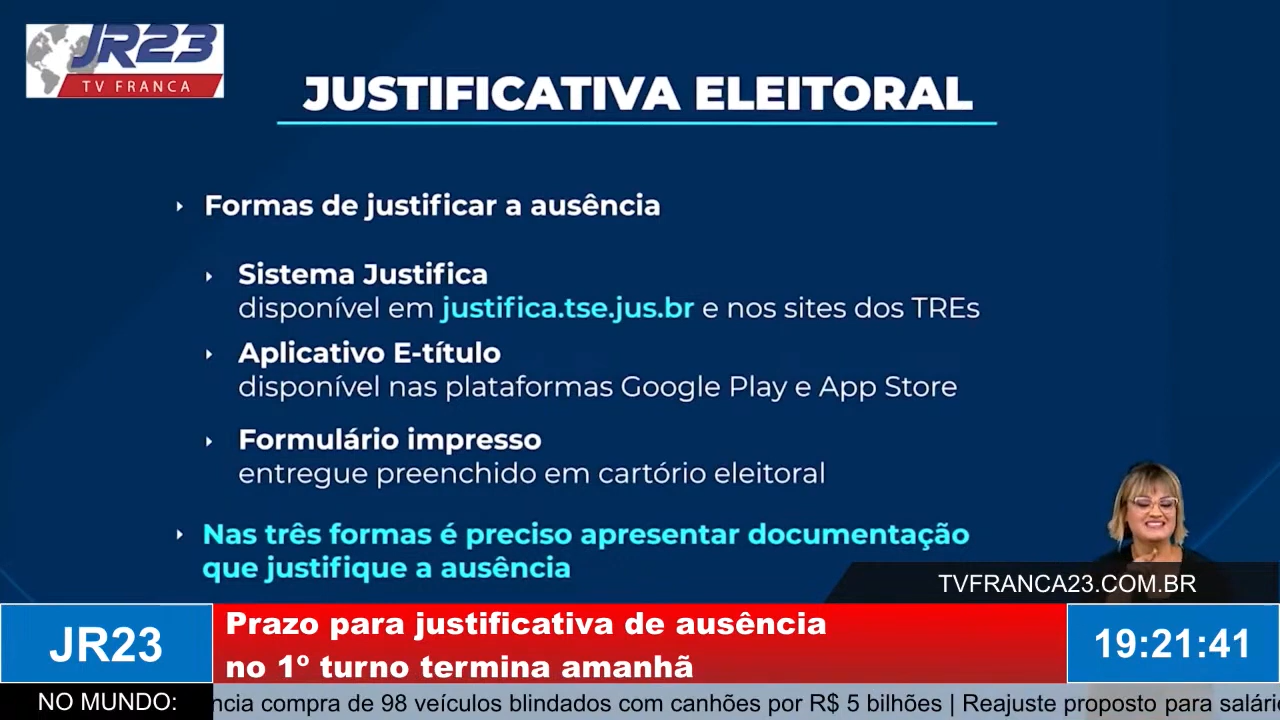 JR23
TV FRANCA
JUSTIFICATIVA ELEITORAL
Formas de justificar a ausência
Sistema Justifica
disponível em justifica.tse.jus.br e nos sites dos TREs
Aplicativo E-título
disponível nas plataformas Google Play e App Store
Formulário impresso
entregue preenchido em cartório eleitoral
Nas três formas é preciso apresentar documentação
que justifique a ausência
TVFRANCA23.COM.BR
JR23
Prazo para justificativa de ausência
no 1º turno termina amanhã
19:21:41
NO MUNDO:
compra de 98 veículos blindados com canhões por R$ 5 bilhões | Reajuste proposto para